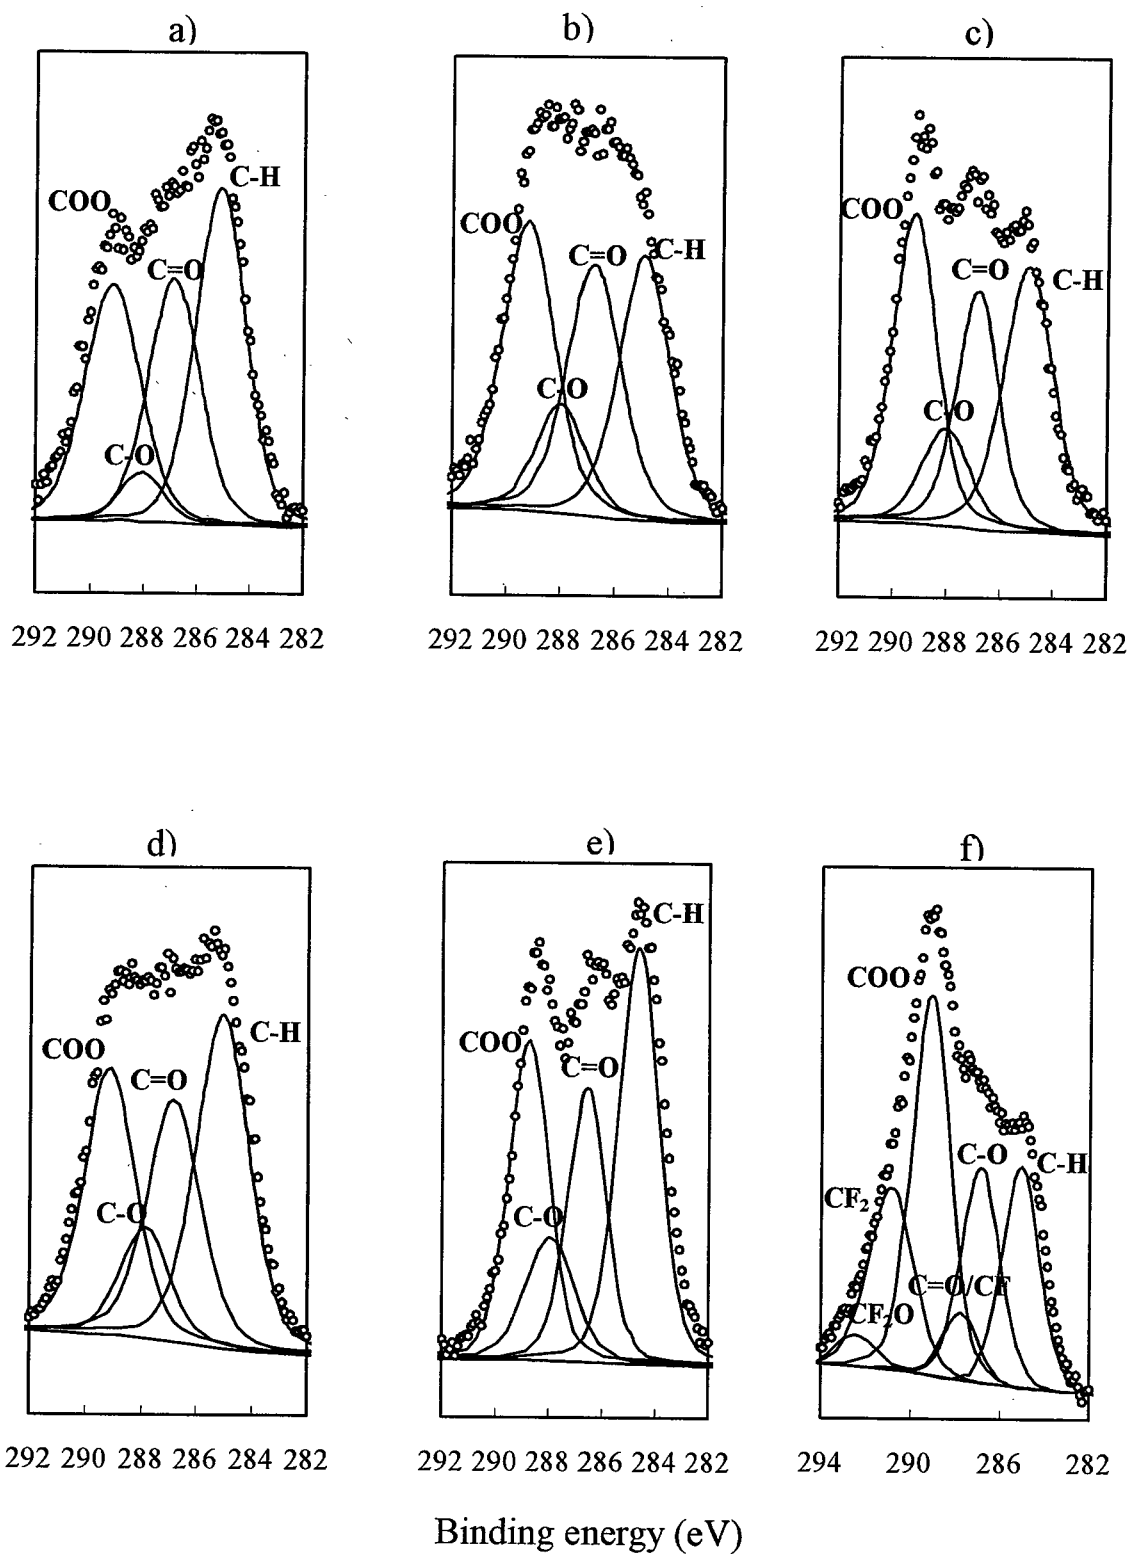 a)
b)
c)
COO
C=O
C-H
C-O
COO
C=O
C-H
C-O
COO
C=O
C-H
C-O
292 290 288 286 284 282
292 290 288 286 284 282
292 290 288 286 284 282
d)
e)
f)
COO
C=O
C-H
C-O
COO
C=O
C-H
C-O
COO
C-O
C-H
CF₂
C=O/CF
CF₂O
292 290 288 286 284 282
292 290 288 286 284 282
294 290 286 282
Binding energy (eV)